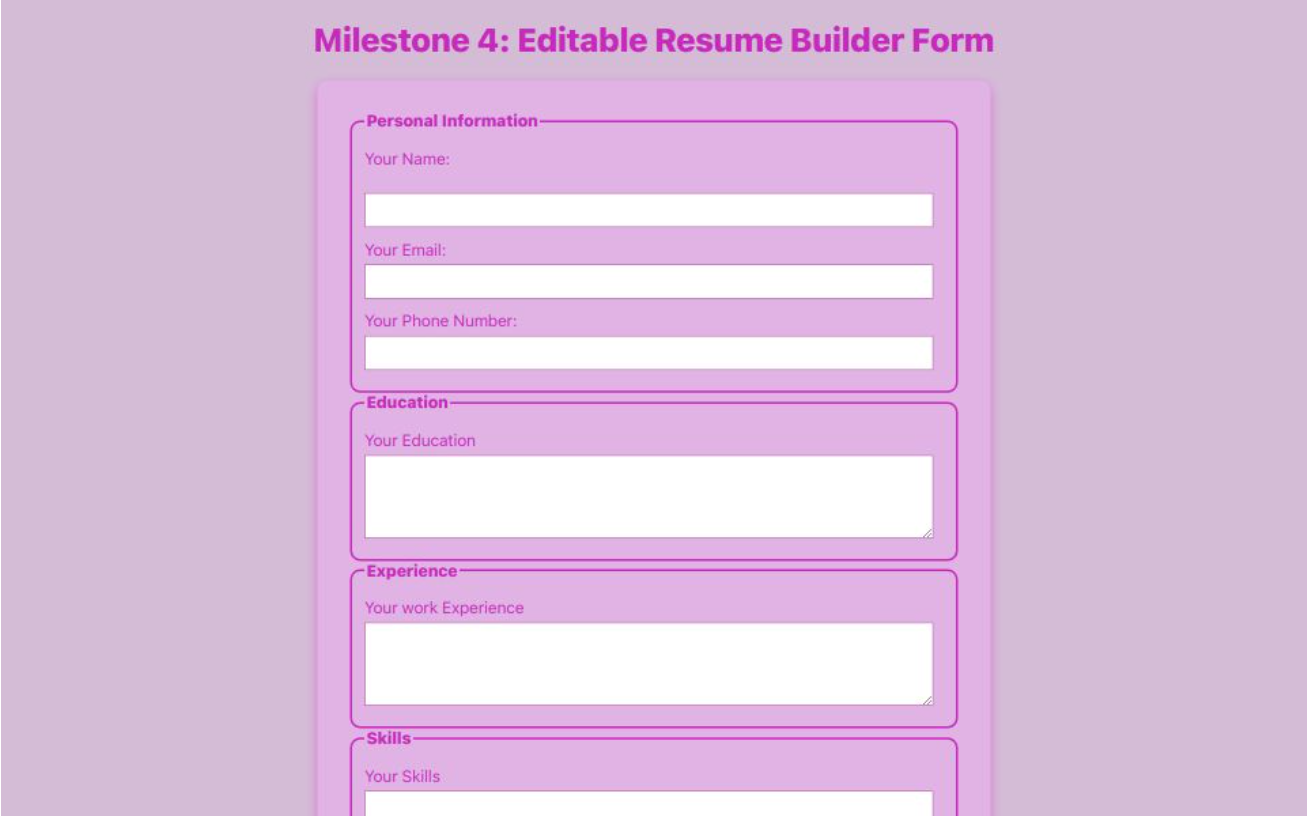 Milestone 4: Editable Resume Builder Form
Personal Information
Your Name:
Your Email:
Your Phone Number:
Education
Your Education
Experience
Your work Experience
Skills
Your Skills